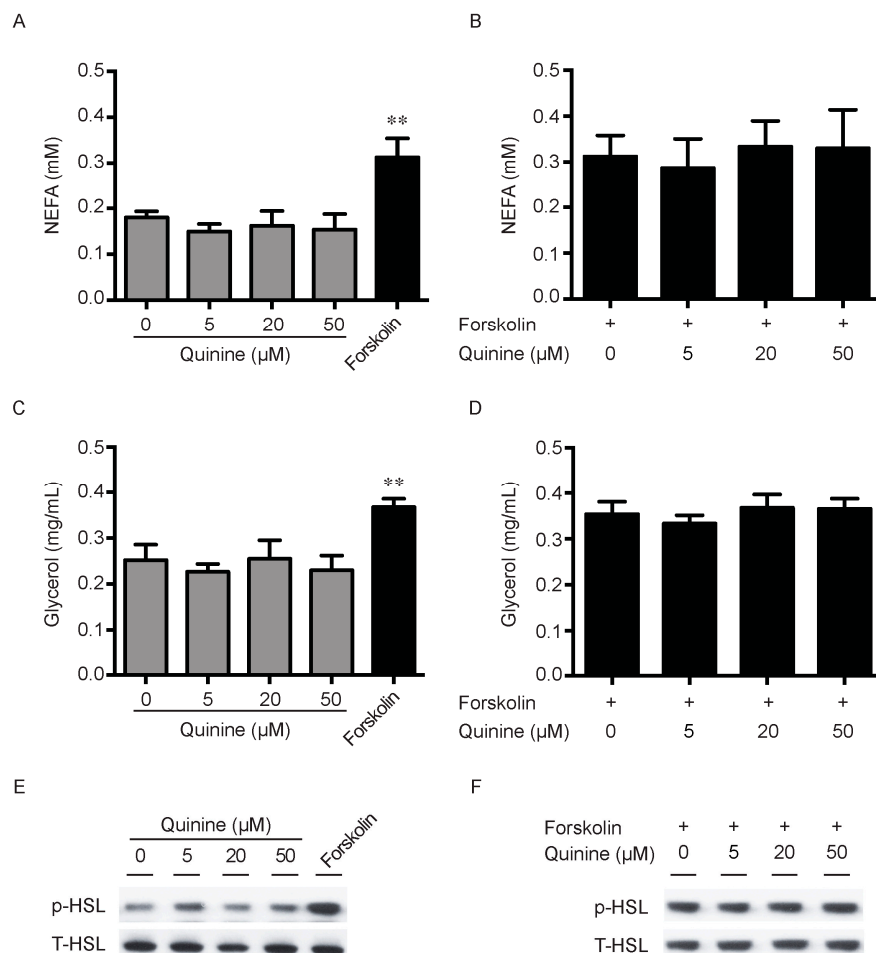 A
NEFA (mM)
0.5
0.4
0.3
0.2
0.1
0.0
**
0 5 20 50 Forskolin
Quinine (µM)
B
NEFA (mM)
0.5
0.4
0.3
0.2
0.1
0.0
Forskolin + + + +
Quinine (µM) 0 5 20 50
C
Glycerol (mg/mL)
0.5
0.4
0.3
0.2
0.1
0.0
**
0 5 20 50 Forskolin
Quinine (µM)
D
Glycerol (mg/mL)
0.5
0.4
0.3
0.2
0.1
0.0
Forskolin + + + +
Quinine (µM) 0 5 20 50
E
Quinine (µM) Forskolin
0 5 20 50
p-HSL
T-HSL
F
Forskolin + + + +
Quinine (µM) 0 5 20 50
p-HSL
T-HSL